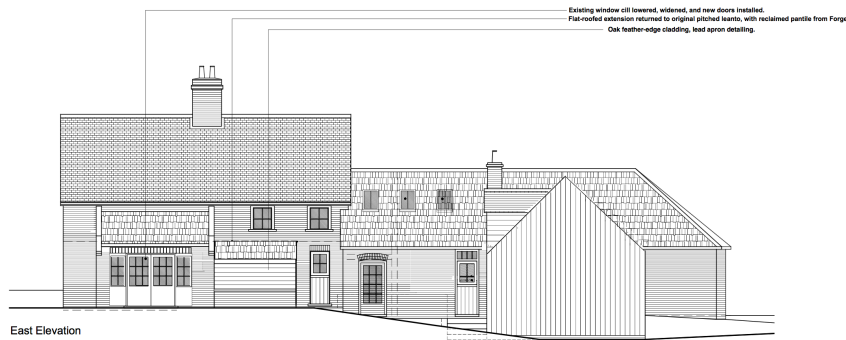 Existing window cill lowered, widened, and new doors installed.
Flat-roofed extension returned to original pitched leanto, with reclaimed pantile from Forge
Oak feather-edge cladding, lead apron detailing.
East Elevation